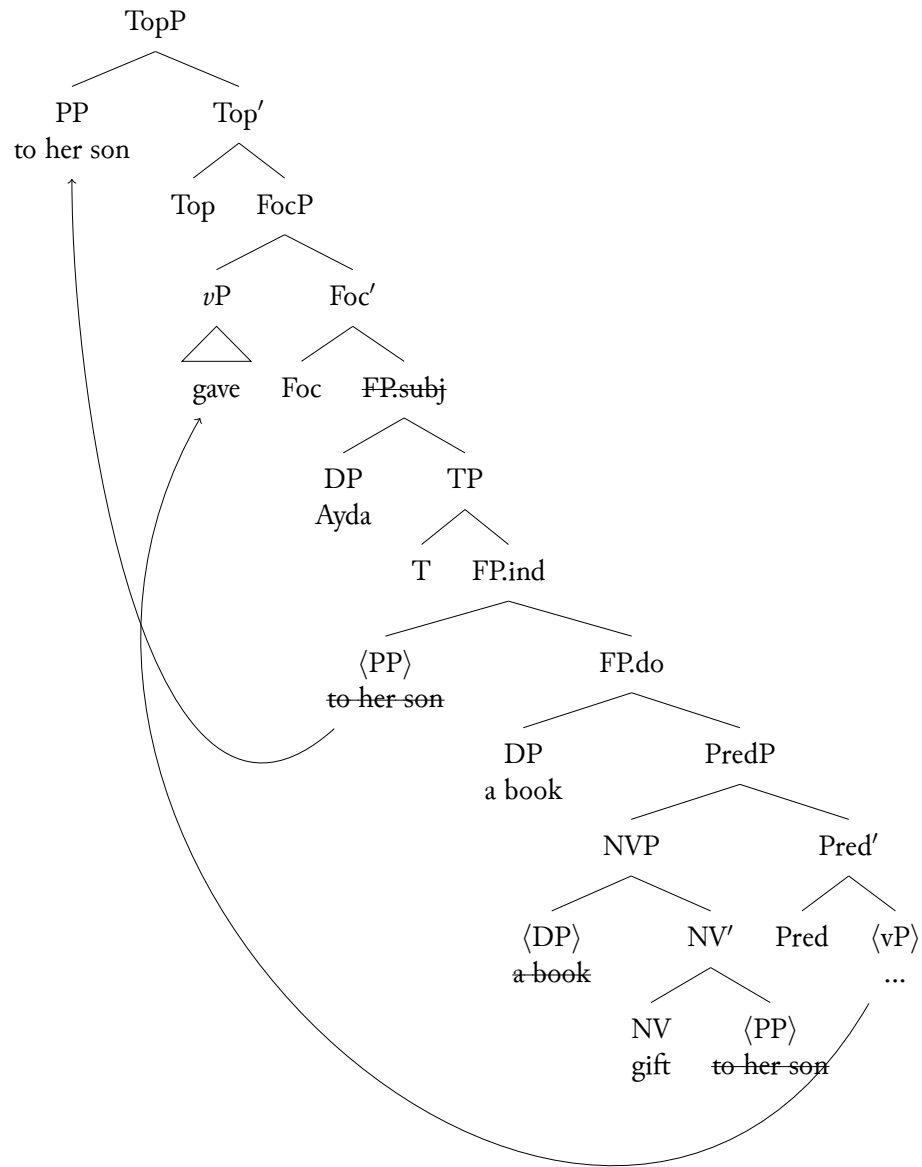 TopP
PP Top′
to her son
Top FocP
vP Foc′
gave Foc FP.subj
DP TP
Ayda
T FP.ind
⟨PP⟩ FP.do
to her son
DP PredP
a book
NVP Pred′
⟨DP⟩ NV′ Pred ⟨vP⟩
a book ...
NV ⟨PP⟩
gift to her son